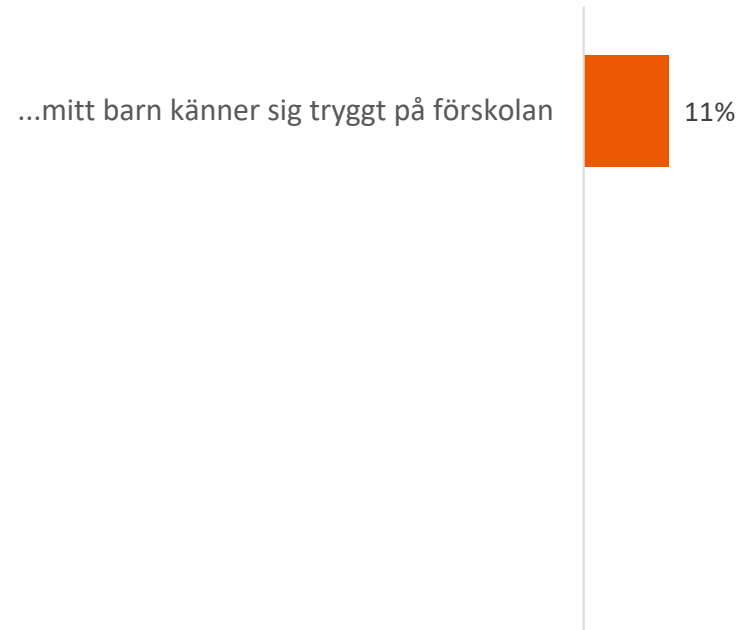 ...mitt barn känner sig tryggt på förskolan 11%